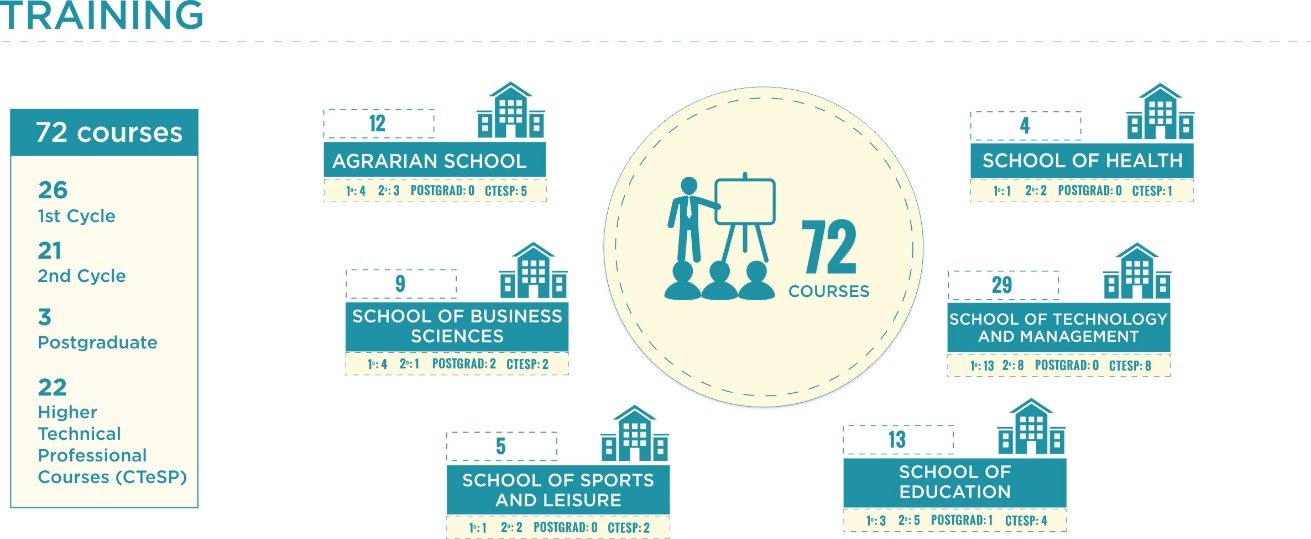 TRAINING
72 courses
26
1st Cycle
21
2nd Cycle
3
Postgraduate
22
Higher
Technical
Professional
Courses (CTeSP)
12
AGRARIAN SCHOOL
1º: 4 2º: 3 POSTGRAD: 0 CTESP: 5
9
SCHOOL OF BUSINESS
SCIENCES
1º: 4 2º: 1 POSTGRAD: 2 CTESP: 2
5
SCHOOL OF SPORTS
AND LEISURE
1º: 1 2º: 2 POSTGRAD: 0 CTESP: 2
72
COURSES
4
SCHOOL OF HEALTH
1º: 1 2º: 2 POSTGRAD: 0 CTESP: 1
29
SCHOOL OF TECHNOLOGY
AND MANAGEMENT
1º: 13 2º: 8 POSTGRAD: 0 CTESP: 8
13
SCHOOL OF
EDUCATION
1º: 3 2º: 5 POSTGRAD: 1 CTESP: 4